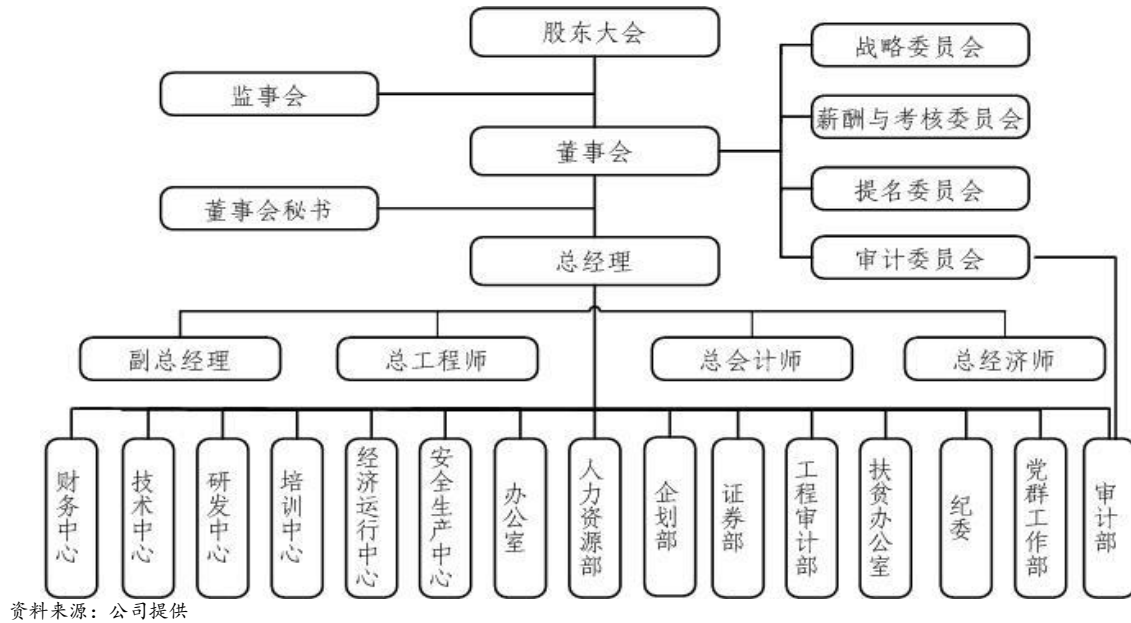 股东大会
战略委员会
监事会
薪酬与考核委员会
董事会
提名委员会
董事会秘书
总经理
审计委员会
副总经理
总工程师
总会计师
总经济师
财务中心
技术中心
研发中心
培训中心
经济运行中心
安全生产中心
办公室
人力资源部
企划部
证券部
工程审计部
扶贫办公室
纪委
党群工作部
审计部
资料来源：公司提供